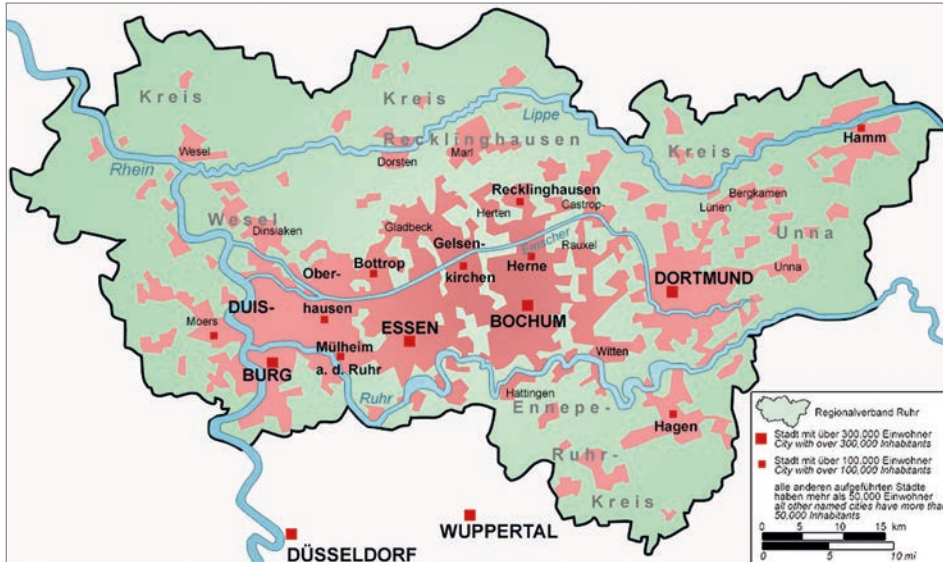 Kreis
Kreis
Lippe
Recklinghausen
Hamm
Wesel
Dorsten
Marl
Kreis
Rhein
Recklinghausen
Bergkamen
Herten
Castrop-
Lünen
Wesel
Gladbeck
Dinslaken
Gelsen-
Emscher
Rauxel
Unna
Bottrop
kirchen
Herne
Unna
Ober-
DORTMUND
DUIS-
hausen
BOCHUM
Moers
ESSEN
Mülheim
Witten
BURG
a. d. Ruhr
Ruhr
Hattingen
Ennepe-
Hagen
Ruhr-
Kreis
WUPPERTAL
DÜSSELDORF
Regionalverband Ruhr
Stadt mit über 300.000 Einwohner
City with over 300,000 Inhabitants
Stadt mit über 100.000 Einwohner
City with over 100,000 Inhabitants
alle anderen aufgeführten Städte
haben mehr als 50.000 Einwohner
all other named cities have more than
50,000 Inhabitants
0 5 10 15 km
0 5 10 mi